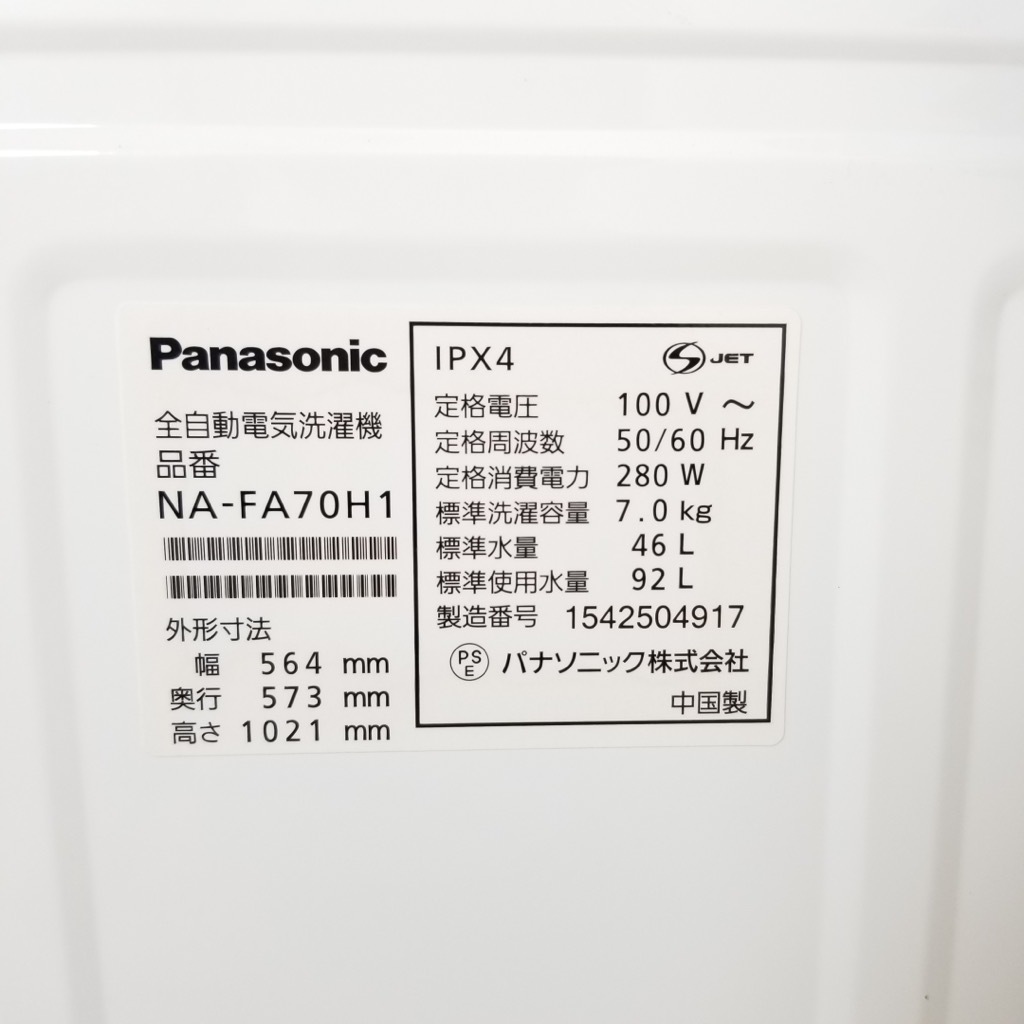 Panasonic
全自動電気洗濯機
品番
NA-FA70H1
外形寸法
幅 564 mm
奥行 573 mm
高さ 1021 mm
IPX4 S JET
定格電圧 100 V ～
定格周波数 50/60 Hz
定格消費電力 280 W
標準洗濯容量 7.0 kg
標準水量 46 L
標準使用水量 92 L
製造番号 1542504917
PSE パナソニック株式会社
中国製